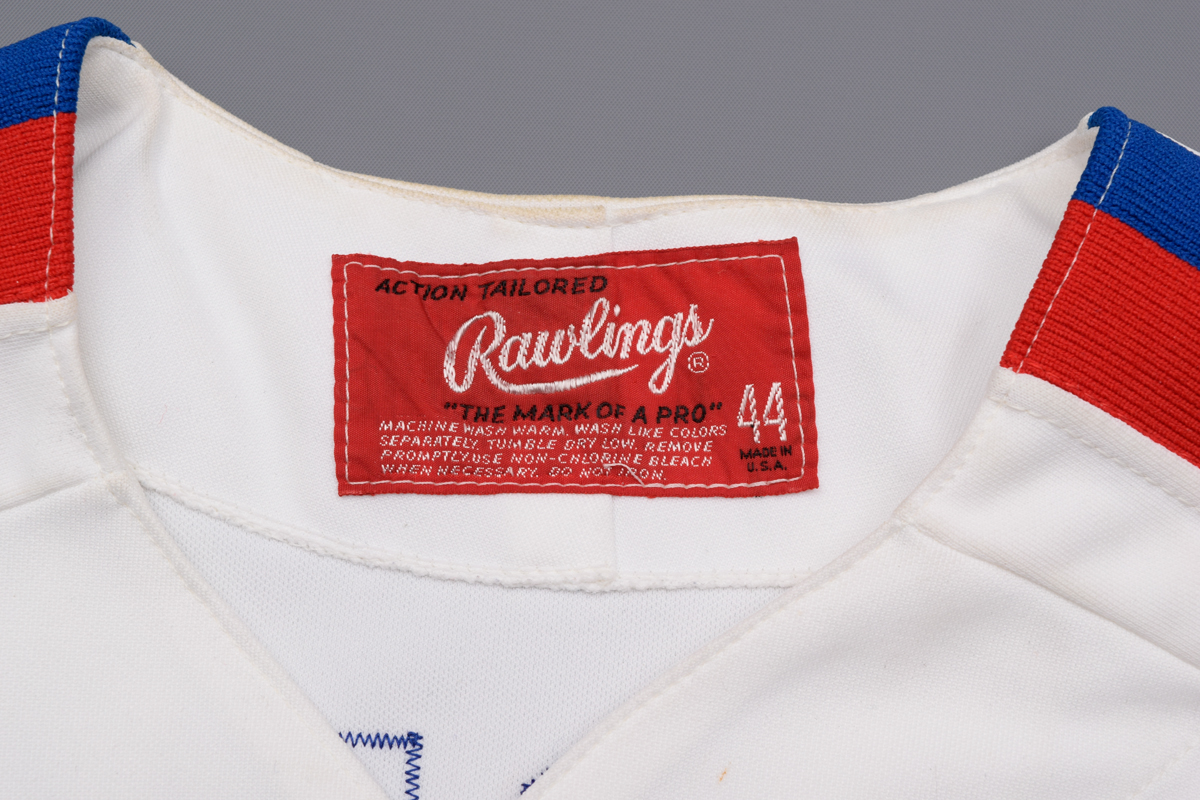 ACTION TAILORED
Rawlings®
"THE MARK OF A PRO"
44
MACHINE WASH WARM, WASH LIKE COLORS
SEPARATELY, TUMBLE DRY LOW, REMOVE
PROMPTLY.USE NON-CHLORINE BLEACH
WHEN NECESSARY. DO NOT IRON.
MADE IN
U.S.A.